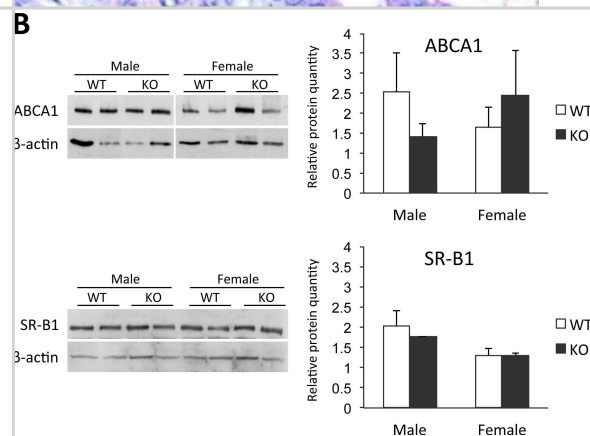 B
Male Female
WT KO WT KO
ABCA1
β-actin
ABCA1
Relative protein quantity
4
3.5
3
2.5
2
1.5
1
0.5
0
Male Female
WT
KO
Male Female
WT KO WT KO
SR-B1
β-actin
SR-B1
Relative protein quantity
4
3.5
3
2.5
2
1.5
1
0.5
0
Male Female
WT
KO